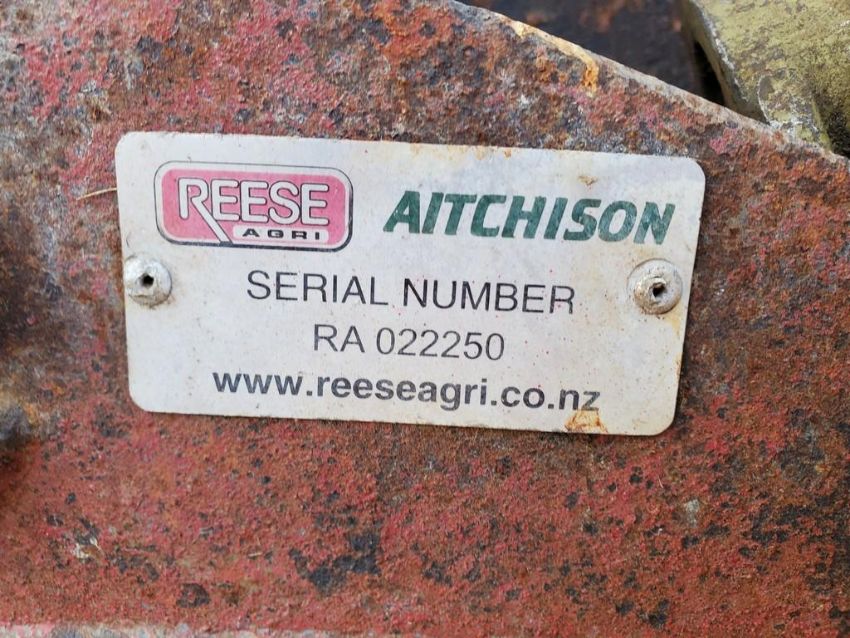 REESE AITCHISON
AGRI
SERIAL NUMBER
RA 022250
www.reeseagri.co.nz